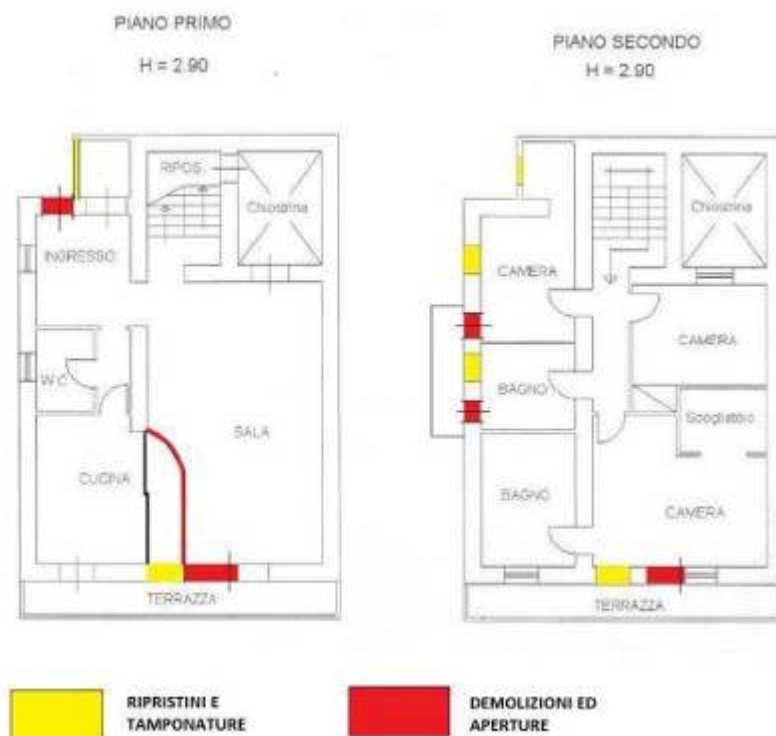 PIANO PRIMO
H = 2.90
RIPOS.
Chiostrina
INGRESSO
W.C
SALA
CUCINA
TERRAZZA
PIANO SECONDO
H = 2.90
Chiostrina
CAMERA
CAMERA
BAGNO
Scogliatoio
BAGNO
CAMERA
TERRAZZA
RIPRISTINI E
TAMPONATURE
DEMOLIZIONI ED
APERTURE